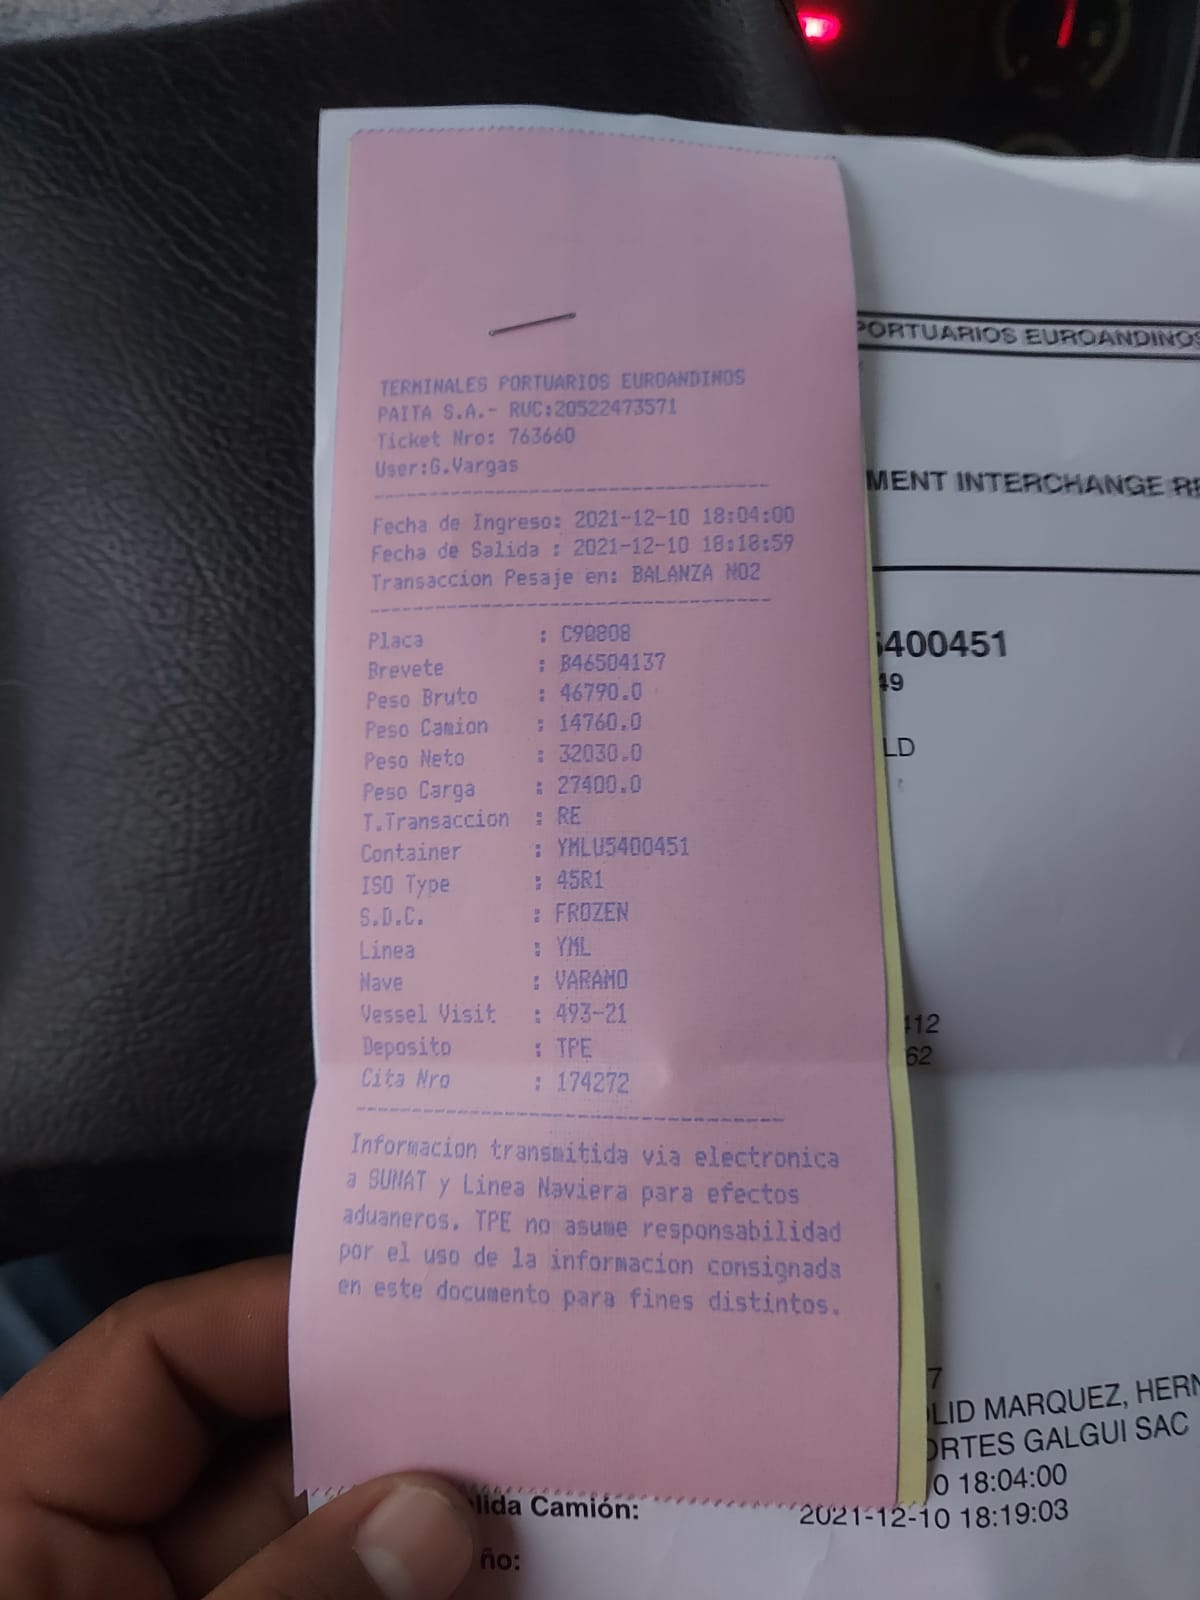 TERMINALES PORTUARIOS EUROANDINOS
PAITA S.A.- RUC:20522473571
Ticket Nro: 763660
User:G.Vargas
Fecha de Ingreso: 2021-12-10 18:04:00
Fecha de Salida : 2021-12-10 18:18:59
Transaccion Pesaje en: BALANZA NO2
Placa : C9Q808
Brevete : B46504137
Peso Bruto : 46790.0
Peso Camion : 14760.0
Peso Neto : 32030.0
Peso Carga : 27400.0
T.Transaccion : RE
Container : YMLU5400451
ISO Type : 45R1
S.D.C. : FROZEN
Linea : YML
Nave : VARAMO
Vessel Visit : 493-21
Deposito : TPE
Cita Nro : 174272
Informacion transmitida via electronica
a SUNAT y Linea Naviera para efectos
aduaneros. TPE no asume responsabilidad
por el uso de la informacion consignada
en este documento para fines distintos.
PORTUARIOS EUROANDINOS
MENT INTERCHANGE RE
5400451
49
LD
412
62
7
LID MARQUEZ, HERN
ORTES GALGUI SAC
0 18:04:00
lida Camión: 2021-12-10 18:19:03
ño: